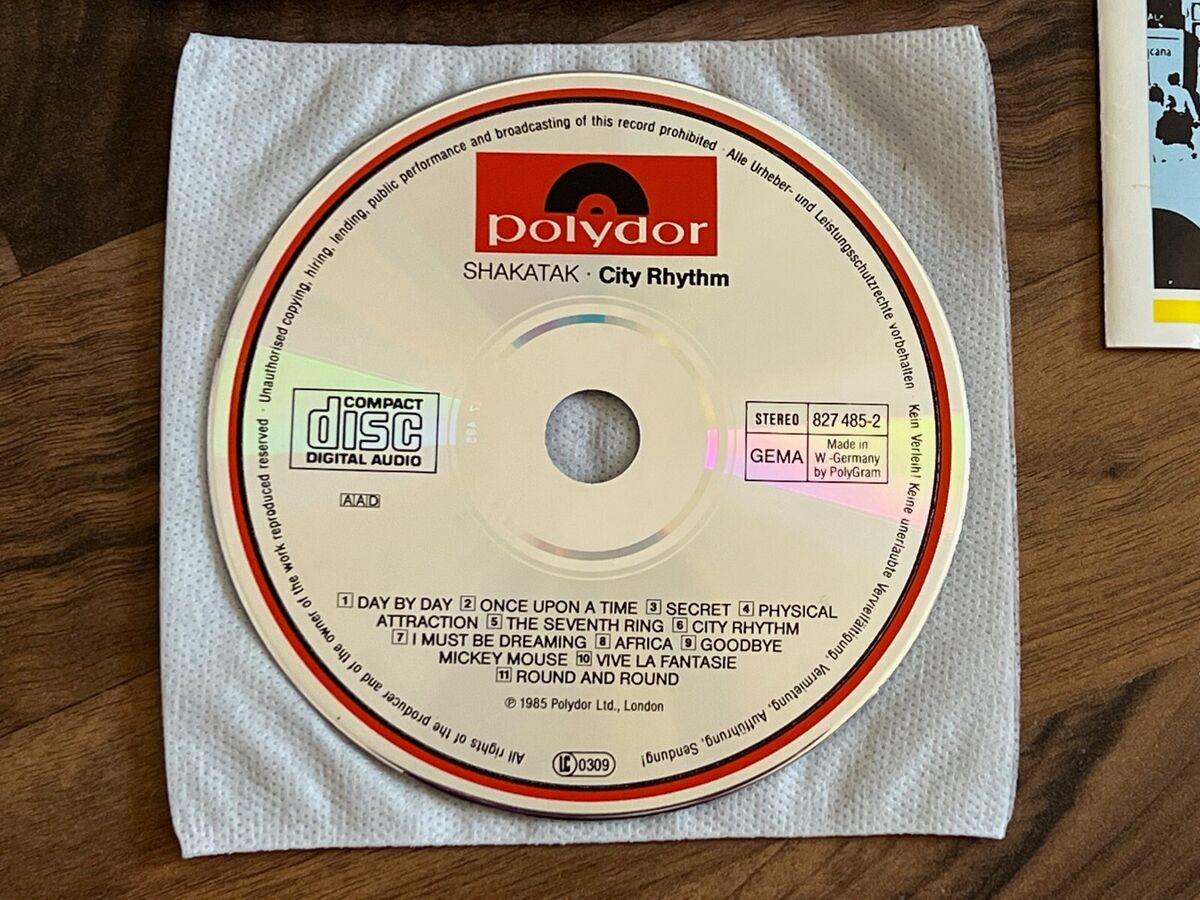 Unauthorised copying, hiring, lending, public performance and broadcasting of this record prohibited · Alle Urheber- und Leistungsschutzrechte vorbehalten · Kein Verleih! Keine unerlaubte Vervielfältigung, Vermietung, Aufführung, Sendung!
polydor
SHAKATAK · City Rhythm
COMPACT
disc
DIGITAL AUDIO
AAD
STEREO 827 485-2
GEMA Made in
W.-Germany
by PolyGram
1 DAY BY DAY 2 ONCE UPON A TIME 3 SECRET 4 PHYSICAL
ATTRACTION 5 THE SEVENTH RING 6 CITY RHYTHM
7 I MUST BE DREAMING 8 AFRICA 9 GOODBYE
MICKEY MOUSE 10 VIVE LA FANTASIE
11 ROUND AND ROUND
℗ 1985 Polydor Ltd., London
All rights of the producer and of the owner of the work reproduced reserved ·
LC 0309
cana